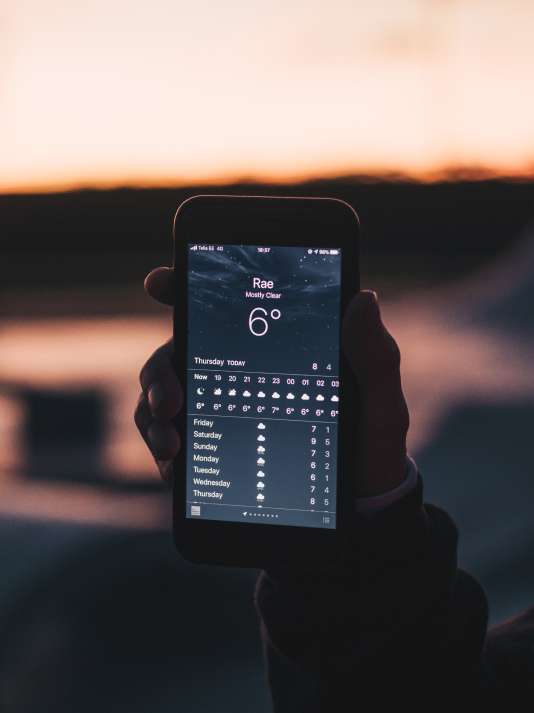 Telia EE 4G 18:37 98%
Rae
Mostly Clear
6°
Thursday TODAY 8 4
Now 19 20 21 22 23 00 01 02 03
6° 6° 6° 6° 6° 7° 6° 6° 6° 6°
Friday 7 1
Saturday 9 5
Sunday 7 3
Monday 6 2
Tuesday 6 1
Wednesday 7 4
Thursday 8 5